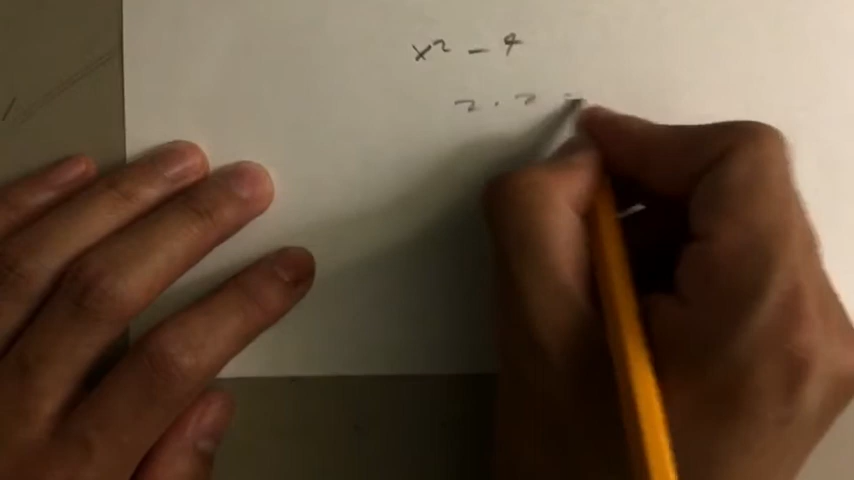 x² - 4
2 . 2 =